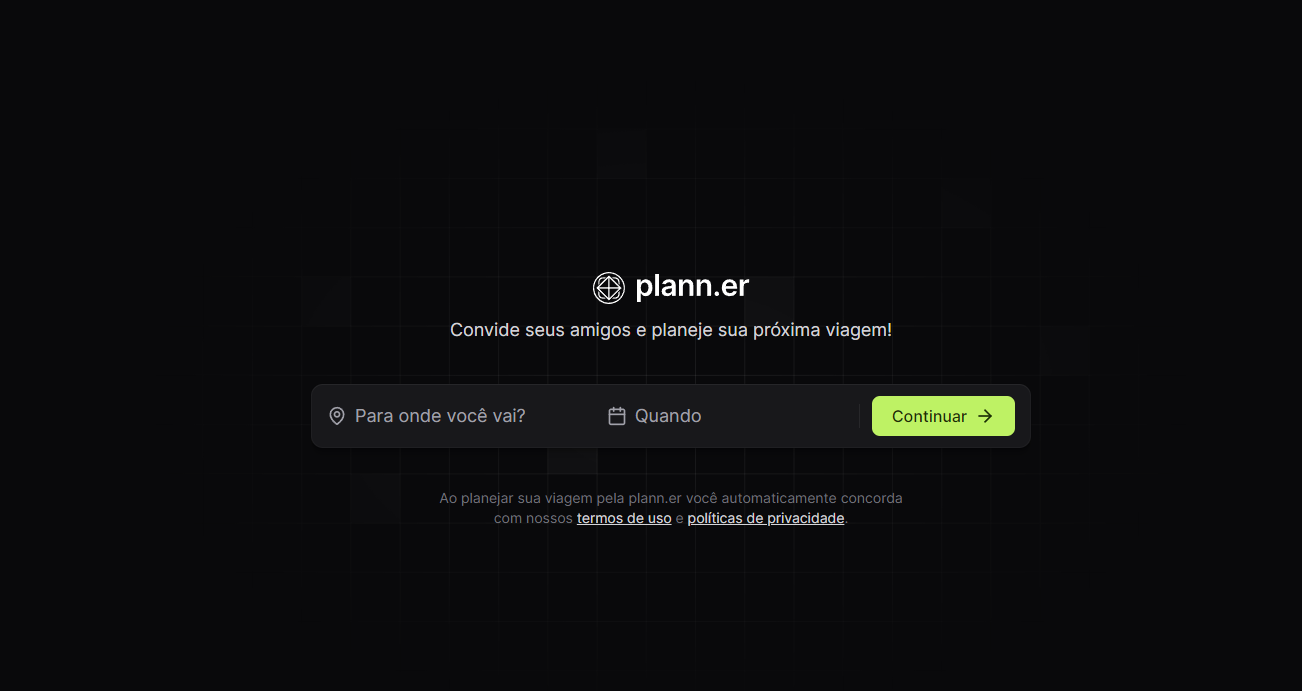 plann.er
Convide seus amigos e planeje sua próxima viagem!
Para onde você vai? Quando Continuar
Ao planejar sua viagem pela plann.er você automaticamente concorda
com nossos termos de uso e políticas de privacidade.